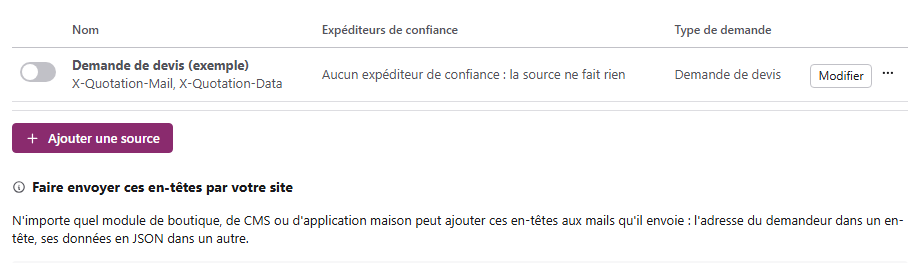 Nom Expéditeurs de confiance Type de demande
Demande de devis (exemple)
X-Quotation-Mail, X-Quotation-Data
Aucun expéditeur de confiance : la source ne fait rien
Demande de devis
Modifier
+ Ajouter une source
Faire envoyer ces en-têtes par votre site
N'importe quel module de boutique, de CMS ou d'application maison peut ajouter ces en-têtes aux mails qu'il envoie : l'adresse du demandeur dans un en-
tête, ses données en JSON dans un autre.